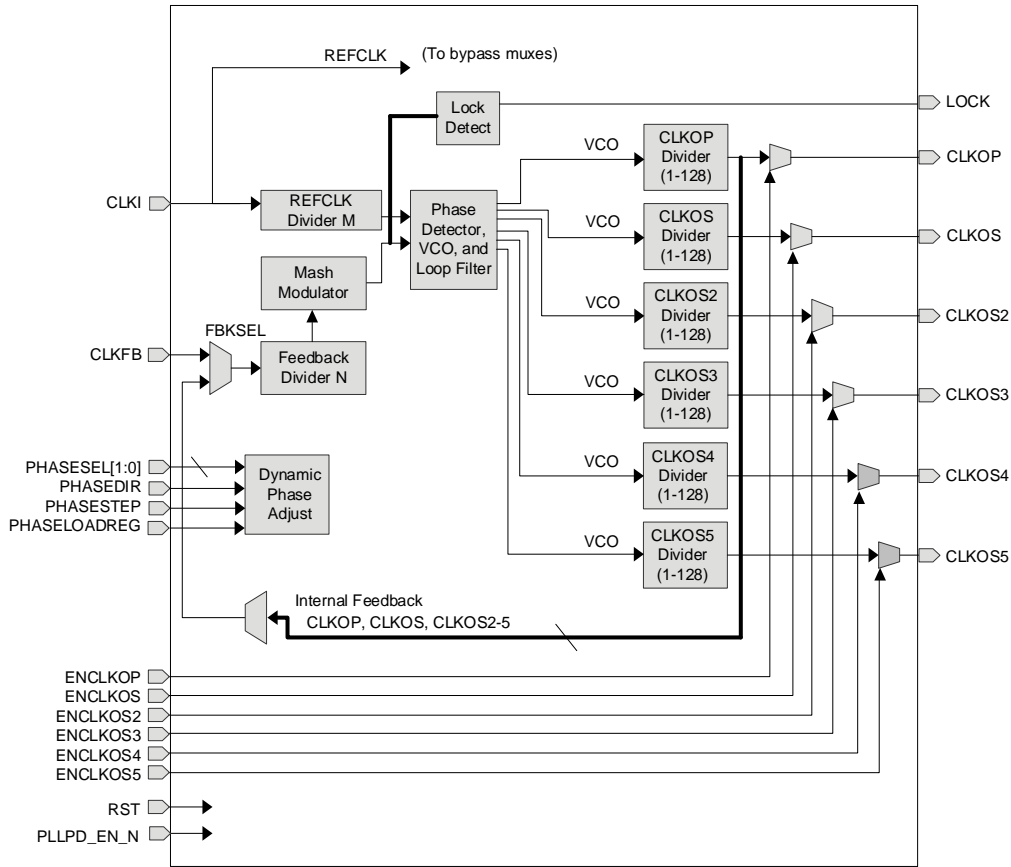 REFCLK
(To bypass muxes)
Lock
Detect
LOCK
VCO
CLKOP
Divider
(1-128)
CLKOP
CLKI
REFCLK
Divider M
Phase
Detector,
VCO, and
Loop Filter
VCO
CLKOS
Divider
(1-128)
CLKOS
Mash
Modulator
VCO
CLKOS2
Divider
(1-128)
CLKOS2
FBKSEL
CLKFB
Feedback
Divider N
VCO
CLKOS3
Divider
(1-128)
CLKOS3
PHASESEL[1:0]
PHASEDIR
PHASESTEP
PHASELOADREG
Dynamic
Phase
Adjust
VCO
CLKOS4
Divider
(1-128)
CLKOS4
VCO
CLKOS5
Divider
(1-128)
CLKOS5
Internal Feedback
CLKOP, CLKOS, CLKOS2-5
ENCLKOP
ENCLKOS
ENCLKOS2
ENCLKOS3
ENCLKOS4
ENCLKOS5
RST
PLLPD_EN_N